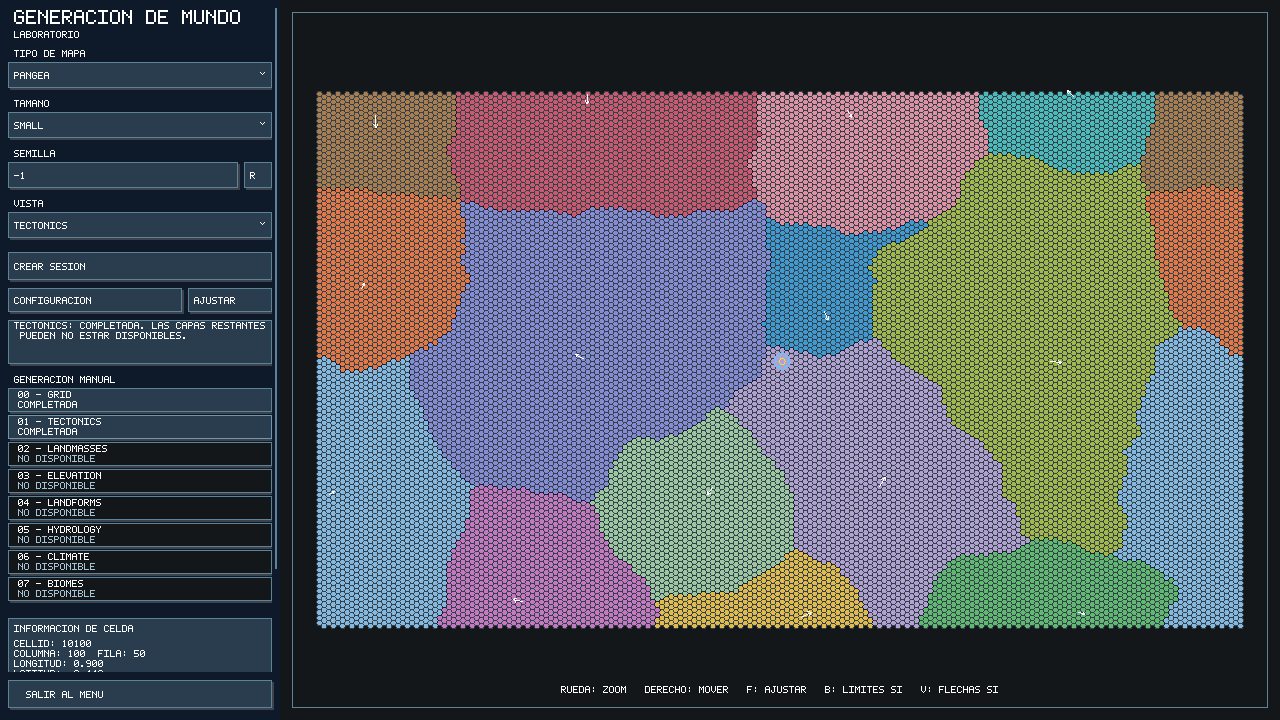 GENERACION DE MUNDO
LABORATORIO
TIPO DE MAPA
PANGEA
TAMANO
SMALL
SEMILLA
-1
R
VISTA
TECTONICS
CREAR SESION
CONFIGURACION
AJUSTAR
TECTONICS: COMPLETADA. LAS CAPAS RESTANTES
PUEDEN NO ESTAR DISPONIBLES.
GENERACION MANUAL
00 - GRID
COMPLETADA
01 - TECTONICS
COMPLETADA
02 - LANDMASSES
NO DISPONIBLE
03 - ELEVATION
NO DISPONIBLE
04 - LANDFORMS
NO DISPONIBLE
05 - HYDROLOGY
NO DISPONIBLE
06 - CLIMATE
NO DISPONIBLE
07 - BIOMES
NO DISPONIBLE
INFORMACION DE CELDA
CELLID: 10100
COLUMNA: 100  FILA: 50
LONGITUD: 0.900
SALIR AL MENU
RUEDA: ZOOM   DERECHO: MOVER   F: AJUSTAR   B: LIMITES SI   V: FLECHAS SI